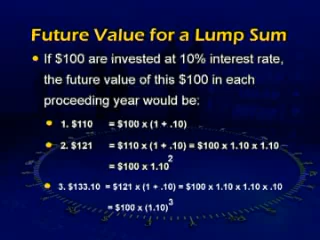 Future Value for a Lump Sum
• If $100 are invested at 10% interest rate,
the future value of this $100 in each
proceeding year would be:
• 1. $110 = $100 x (1 + .10)
• 2. $121 = $110 x (1 + .10) = $100 x 1.10 x 1.10
= $100 x 1.10²
• 3. $133.10 = $121 x (1 + .10) = $100 x 1.10 x 1.10 x .10
= $100 x (1.10)³